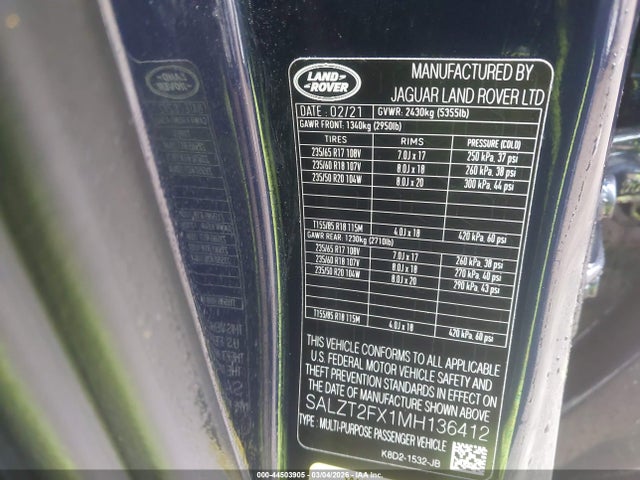 LAND
ROVER
MANUFACTURED BY
JAGUAR LAND ROVER LTD
DATE : 02/21 GVWR: 2430kg (5355lb)
GAWR FRONT: 1340kg (2950lb)
TIRES RIMS PRESSURE (COLD)
235/65 R17 108V 7.0J x 17 250 kPa, 37 psi
235/60 R18 107V 8.0J x 18 260 kPa, 38 psi
235/50 R20 104W 8.0J x 20 300 kPa, 44 psi
T155/85 R18 115M 4.0J x 18 420 kPa, 60 psi
GAWR REAR: 1230kg (2710lb)
235/65 R17 108V 7.0J x 17 260 kPa, 38 psi
235/60 R18 107V 8.0J x 18 270 kPa, 40 psi
235/50 R20 104W 8.0J x 20 290 kPa, 43 psi
T155/85 R18 115M 4.0J x 18 420 kPa, 60 psi
THIS VEHICLE CONFORMS TO ALL APPLICABLE
U.S. FEDERAL MOTOR VEHICLE SAFETY AND
THEFT PREVENTION STANDARDS IN EFFECT ON
THE DATE OF MANUFACTURE SHOWN ABOVE.
SALZT2FX1MH136412
TYPE : MULTI-PURPOSE PASSENGER VEHICLE
K8D2-1532-JB
000-44503905 - 03/04/2026 - COPART